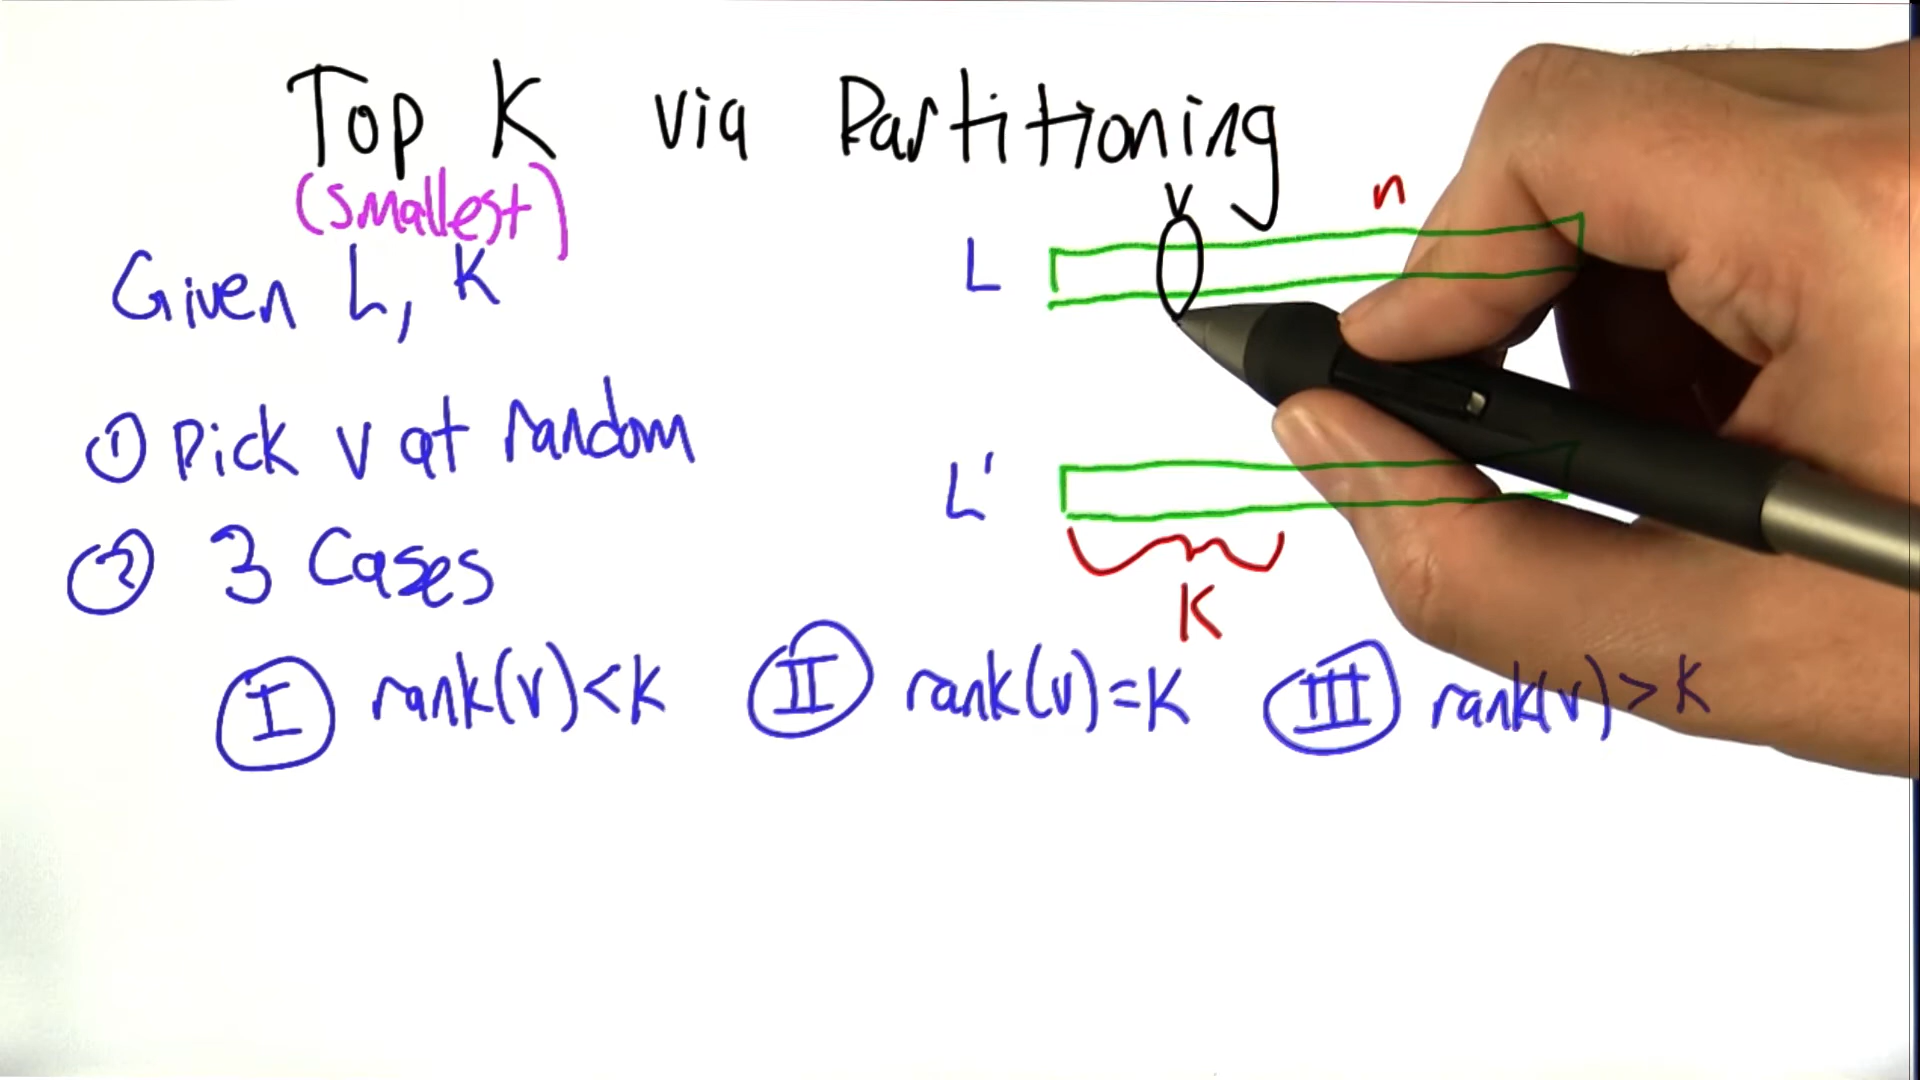 Top K via Partitioning
(smallest)
Given L, K
v
n
L
① Pick v at random
L'
② 3 Cases
K
Ⅰ rank(v)<K
Ⅱ rank(v)=K
Ⅲ rank(v)>K